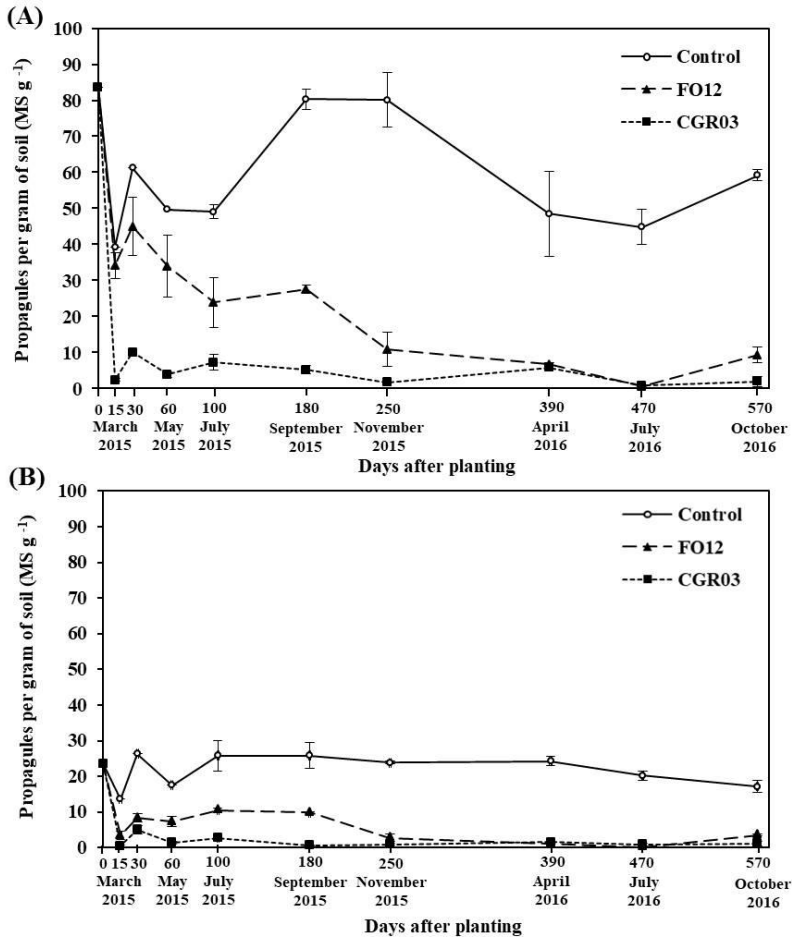 (A)
Propagules per gram of soil (MS g -1)
100
90
80
70
60
50
40
30
20
10
0
Control
FO12
CGR03
0 15 30 60 100 180 250 390 470 570
March May July September November April July October
2015 2015 2015 2015 2015 2016 2016 2016
Days after planting
(B)
Propagules per gram of soil (MS g -1)
100
90
80
70
60
50
40
30
20
10
0
Control
FO12
CGR03
0 15 30 60 100 180 250 390 470 570
March May July September November April July October
2015 2015 2015 2015 2015 2016 2016 2016
Days after planting